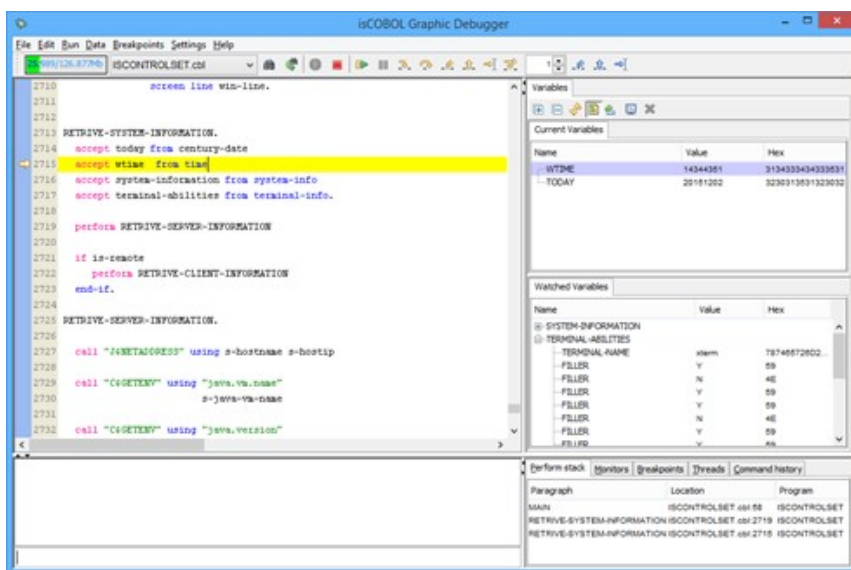 isCOBOL Graphic Debugger
File Edit Run Data Breakpoints Settings Help
ISCONTROLSET.cbl
1
2710 screen line win-line.
2711
2712
2713 RETRIVE-SYSTEM-INFORMATION.
2714 accept today from century-date
2715 accept wtime from time
2716 accept system-information from system-info
2717 accept terminal-abilities from terminal-info.
2718
2719 perform RETRIVE-SERVER-INFORMATION
2720
2721 if is-remote
2722 perform RETRIVE-CLIENT-INFORMATION
2723 end-if.
2724
2725 RETRIVE-SERVER-INFORMATION.
2726
2727 call "J$NETADDRESS" using s-hostname s-hostip
2728
2729 call "C$GETENV" using "java.vm.name"
2730 s-java-vm-name
2731
2732 call "C$GETENV" using "java.version"
Variables
Current Variables
Name Value Hex
WTIME 14344351 3134333434333531
TODAY 20151202 3230313531323032
Watched Variables
Name Value Hex
SYSTEM-INFORMATION
TERMINAL-ABILITIES
TERMINAL-NAME xterm
FILLER Y 59
FILLER N 4E
FILLER Y 59
FILLER Y 59
FILLER N 4E
FILLER Y 59
FILLER Y 59
Perform stack Monitors Breakpoints Threads Command history
Paragraph Location Program
MAIN ISCONTROLSET.cbl:58 ISCONTROLSET
RETRIVE-SYSTEM-INFORMATION ISCONTROLSET.cbl:2719 ISCONTROLSET
RETRIVE-SYSTEM-INFORMATION ISCONTROLSET.cbl:2715 ISCONTROLSET